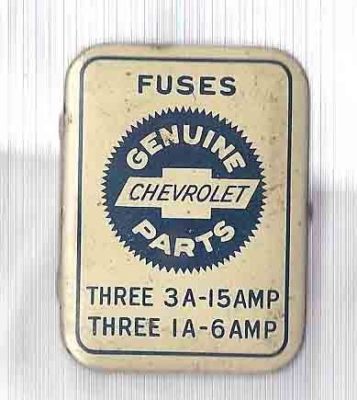 FUSES
GENUINE
CHEVROLET
PARTS
THREE 3A-15AMP
THREE 1A-6AMP